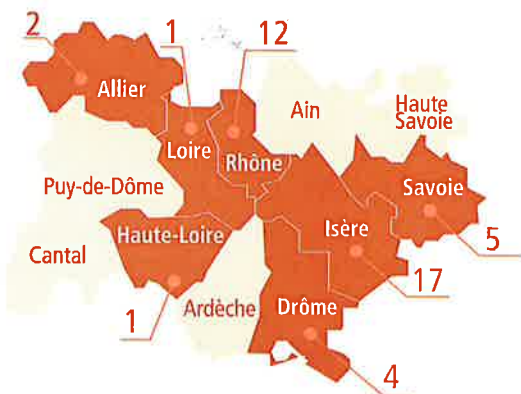 2
1
12
Allier
Ain
Haute
Savoie
Loire
Rhône
Puy-de-Dôme
Savoie
Haute-Loire
Isère
Cantal
5
17
Ardèche
Drôme
1
4